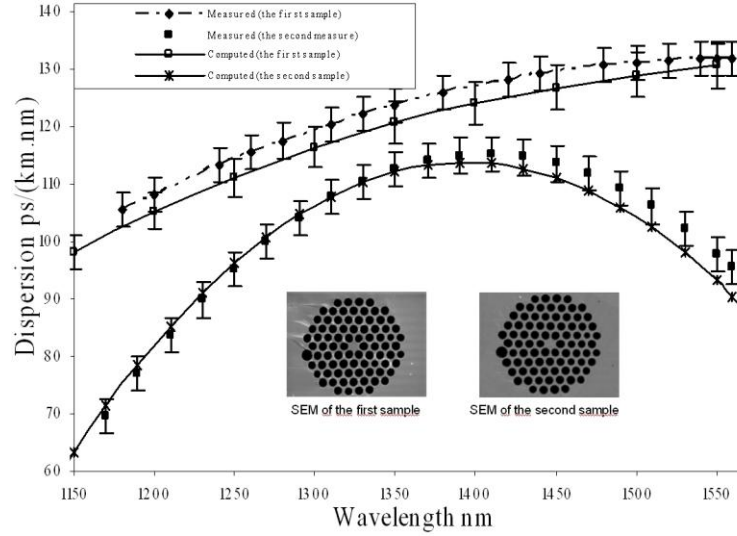 Measured (the first sample)
Measured (the second measure)
Computed (the first sample)
Computed (the second sample)
140
130
120
110
100
90
80
70
60
Dispersion ps/(km.nm)
SEM of the first sample
SEM of the second sample
1150 1200 1250 1300 1350 1400 1450 1500 1550
Wavelength nm